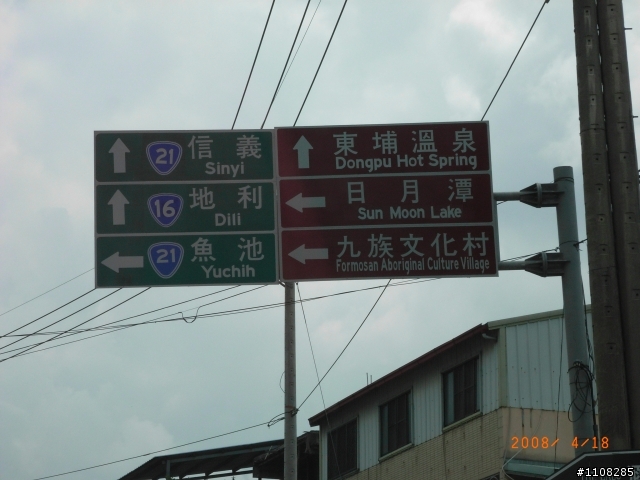 21 信義
Sinyi
16 地利
Dili
21 魚池
Yuchih
東埔溫泉
Dongpu Hot Spring
日月潭
Sun Moon Lake
九族文化村
Formosan Aboriginal Culture Village
2008/ 4/18
#1108285